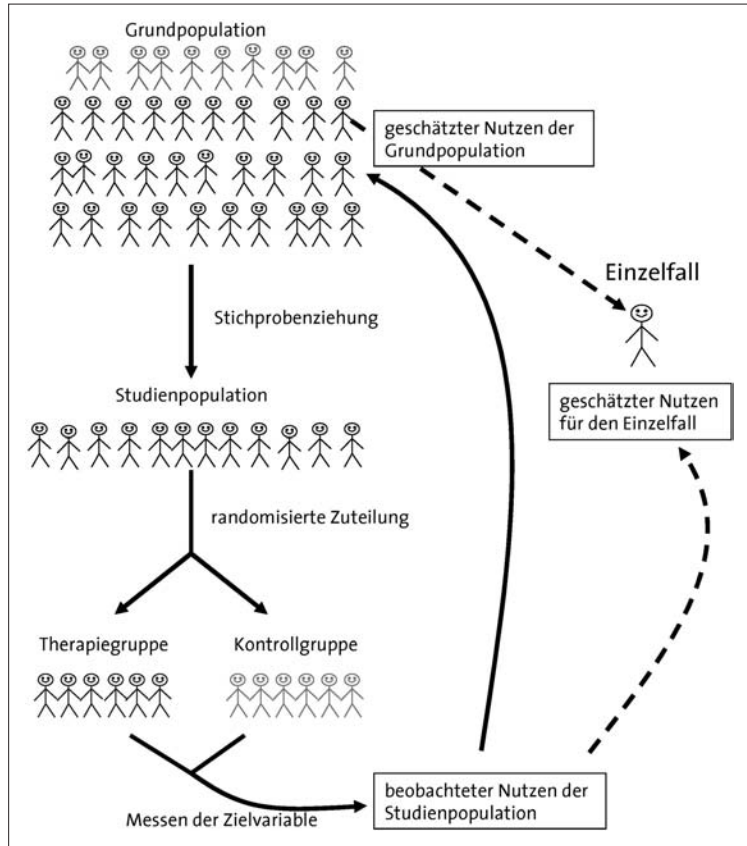 Grundpopulation
geschätzter Nutzen der
Grundpopulation
Einzelfall
Stichprobenziehung
Studienpopulation
geschätzter Nutzen
für den Einzelfall
randomisierte Zuteilung
Therapiegruppe
Kontrollgruppe
beobachteter Nutzen der
Studienpopulation
Messen der Zielvariable